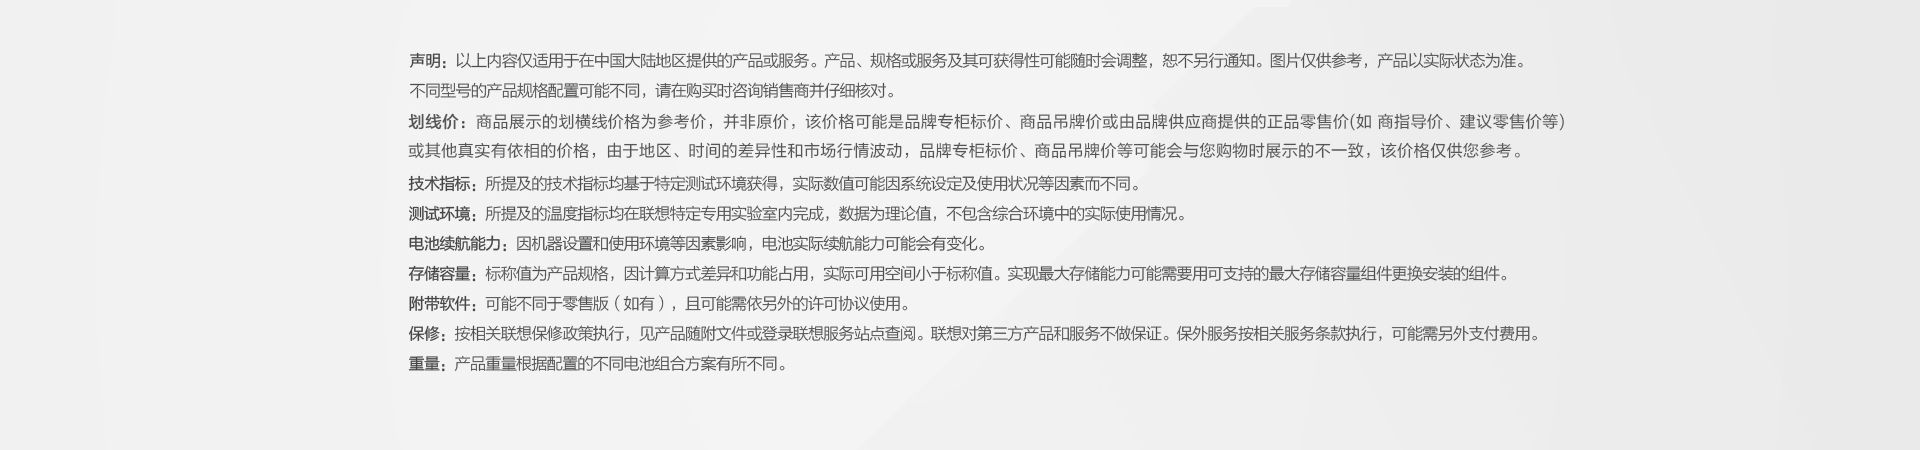 声明：以上内容仅适用于在中国大陆地区提供的产品或服务。产品、规格或服务及其可获得性可能随时会调整，恕不另行通知。图片仅供参考，产品以实际状态为准。
不同型号的产品规格配置可能不同，请在购买时咨询销售商并仔细核对。
划线价：商品展示的划横线价格为参考价，并非原价，该价格可能是品牌专柜标价、商品吊牌价或由品牌供应商提供的正品零售价(如 商指导价、建议零售价等)
或其他真实有依相的价格，由于地区、时间的差异性和市场行情波动，品牌专柜标价、商品吊牌价等可能会与您购物时展示的不一致，该价格仅供您参考。
技术指标：所提及的技术指标均基于特定测试环境获得，实际数值可能因系统设定及使用状况等因素而不同。
测试环境：所提及的温度指标均在联想特定专用实验室内完成，数据为理论值，不包含综合环境中的实际使用情况。
电池续航能力：因机器设置和使用环境等因素影响，电池实际续航能力可能会有变化。
存储容量：标称值为产品规格，因计算方式差异和功能占用，实际可用空间小于标称值。实现最大存储能力可能需要用可支持的最大存储容量组件更换安装的组件。
附带软件：可能不同于零售版（如有），且可能需依另外的许可协议使用。
保修：按相关联想保修政策执行，见产品随附文件或登录联想服务站点查阅。联想对第三方产品和服务不做保证。保外服务按相关服务条款执行，可能需另外支付费用。
重量：产品重量根据配置的不同电池组合方案有所不同。